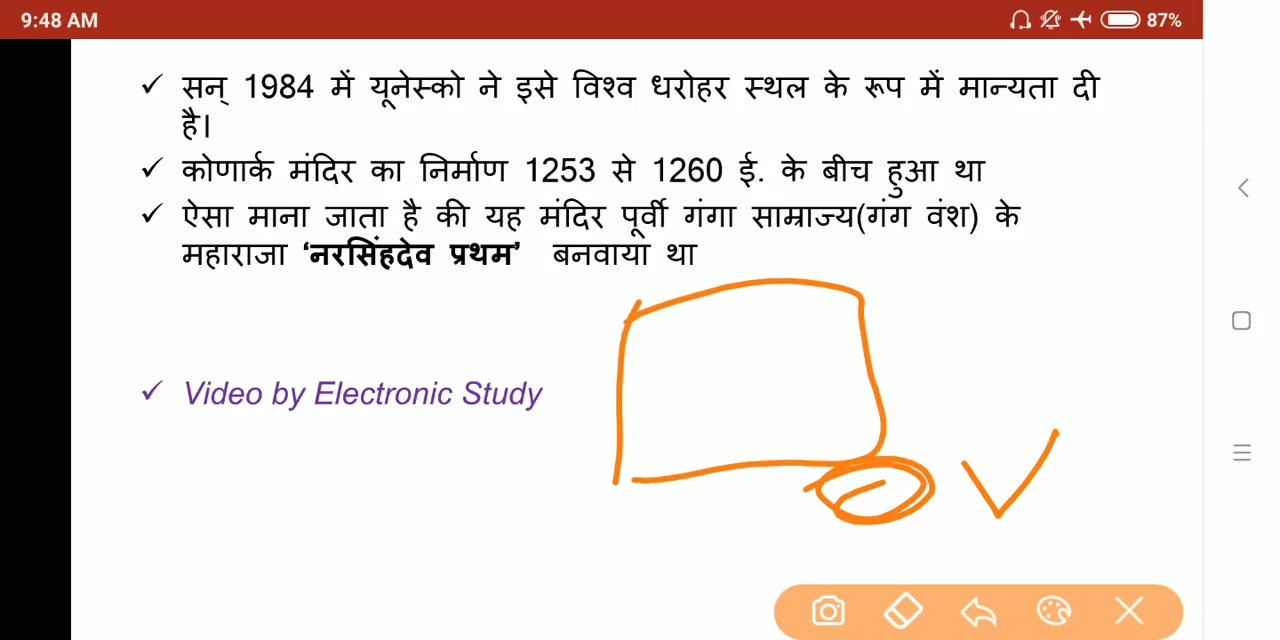 9:48 AM
87%
✓ सन् 1984 में यूनेस्को ने इसे विश्व धरोहर स्थल के रूप में मान्यता दी
है।
✓ कोणार्क मंदिर का निर्माण 1253 से 1260 ई. के बीच हुआ था
✓ ऐसा माना जाता है की यह मंदिर पूर्वी गंगा साम्राज्य(गंग वंश) के
महाराजा ‘नरसिंहदेव प्रथम’ बनवाया था
✓ Video by Electronic Study